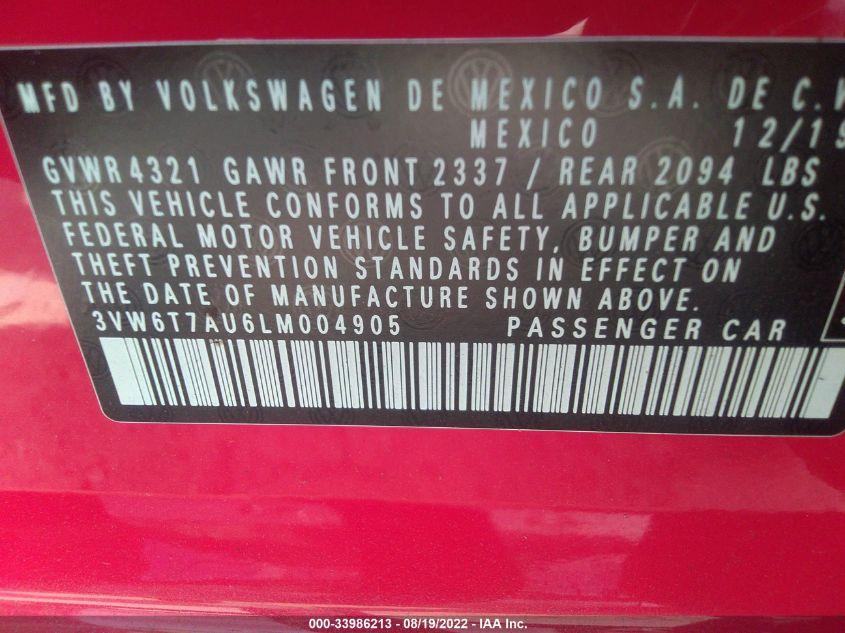 MFD BY VOLKSWAGEN DE MEXICO S.A. DE C.V
MEXICO 12/19
GVWR 4321 GAWR FRONT 2337 / REAR 2094 LBS
THIS VEHICLE CONFORMS TO ALL APPLICABLE U.S.
FEDERAL MOTOR VEHICLE SAFETY, BUMPER AND
THEFT PREVENTION STANDARDS IN EFFECT ON
THE DATE OF MANUFACTURE SHOWN ABOVE.
3VW6T7AU6LM004905 PASSENGER CAR
000-33986213 - 08/19/2022 - IAA Inc.